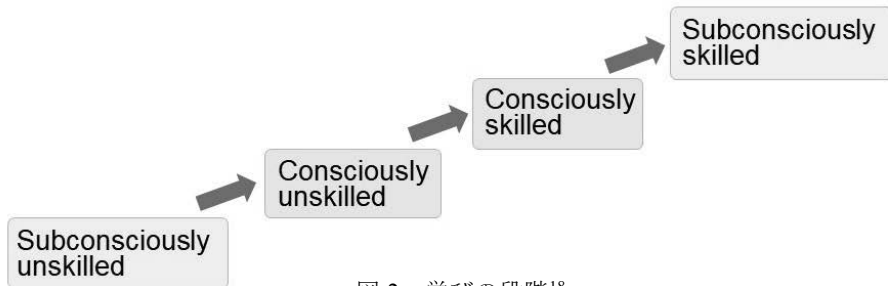 Subconsciously
skilled
Consciously
skilled
Consciously
unskilled
Subconsciously
unskilled